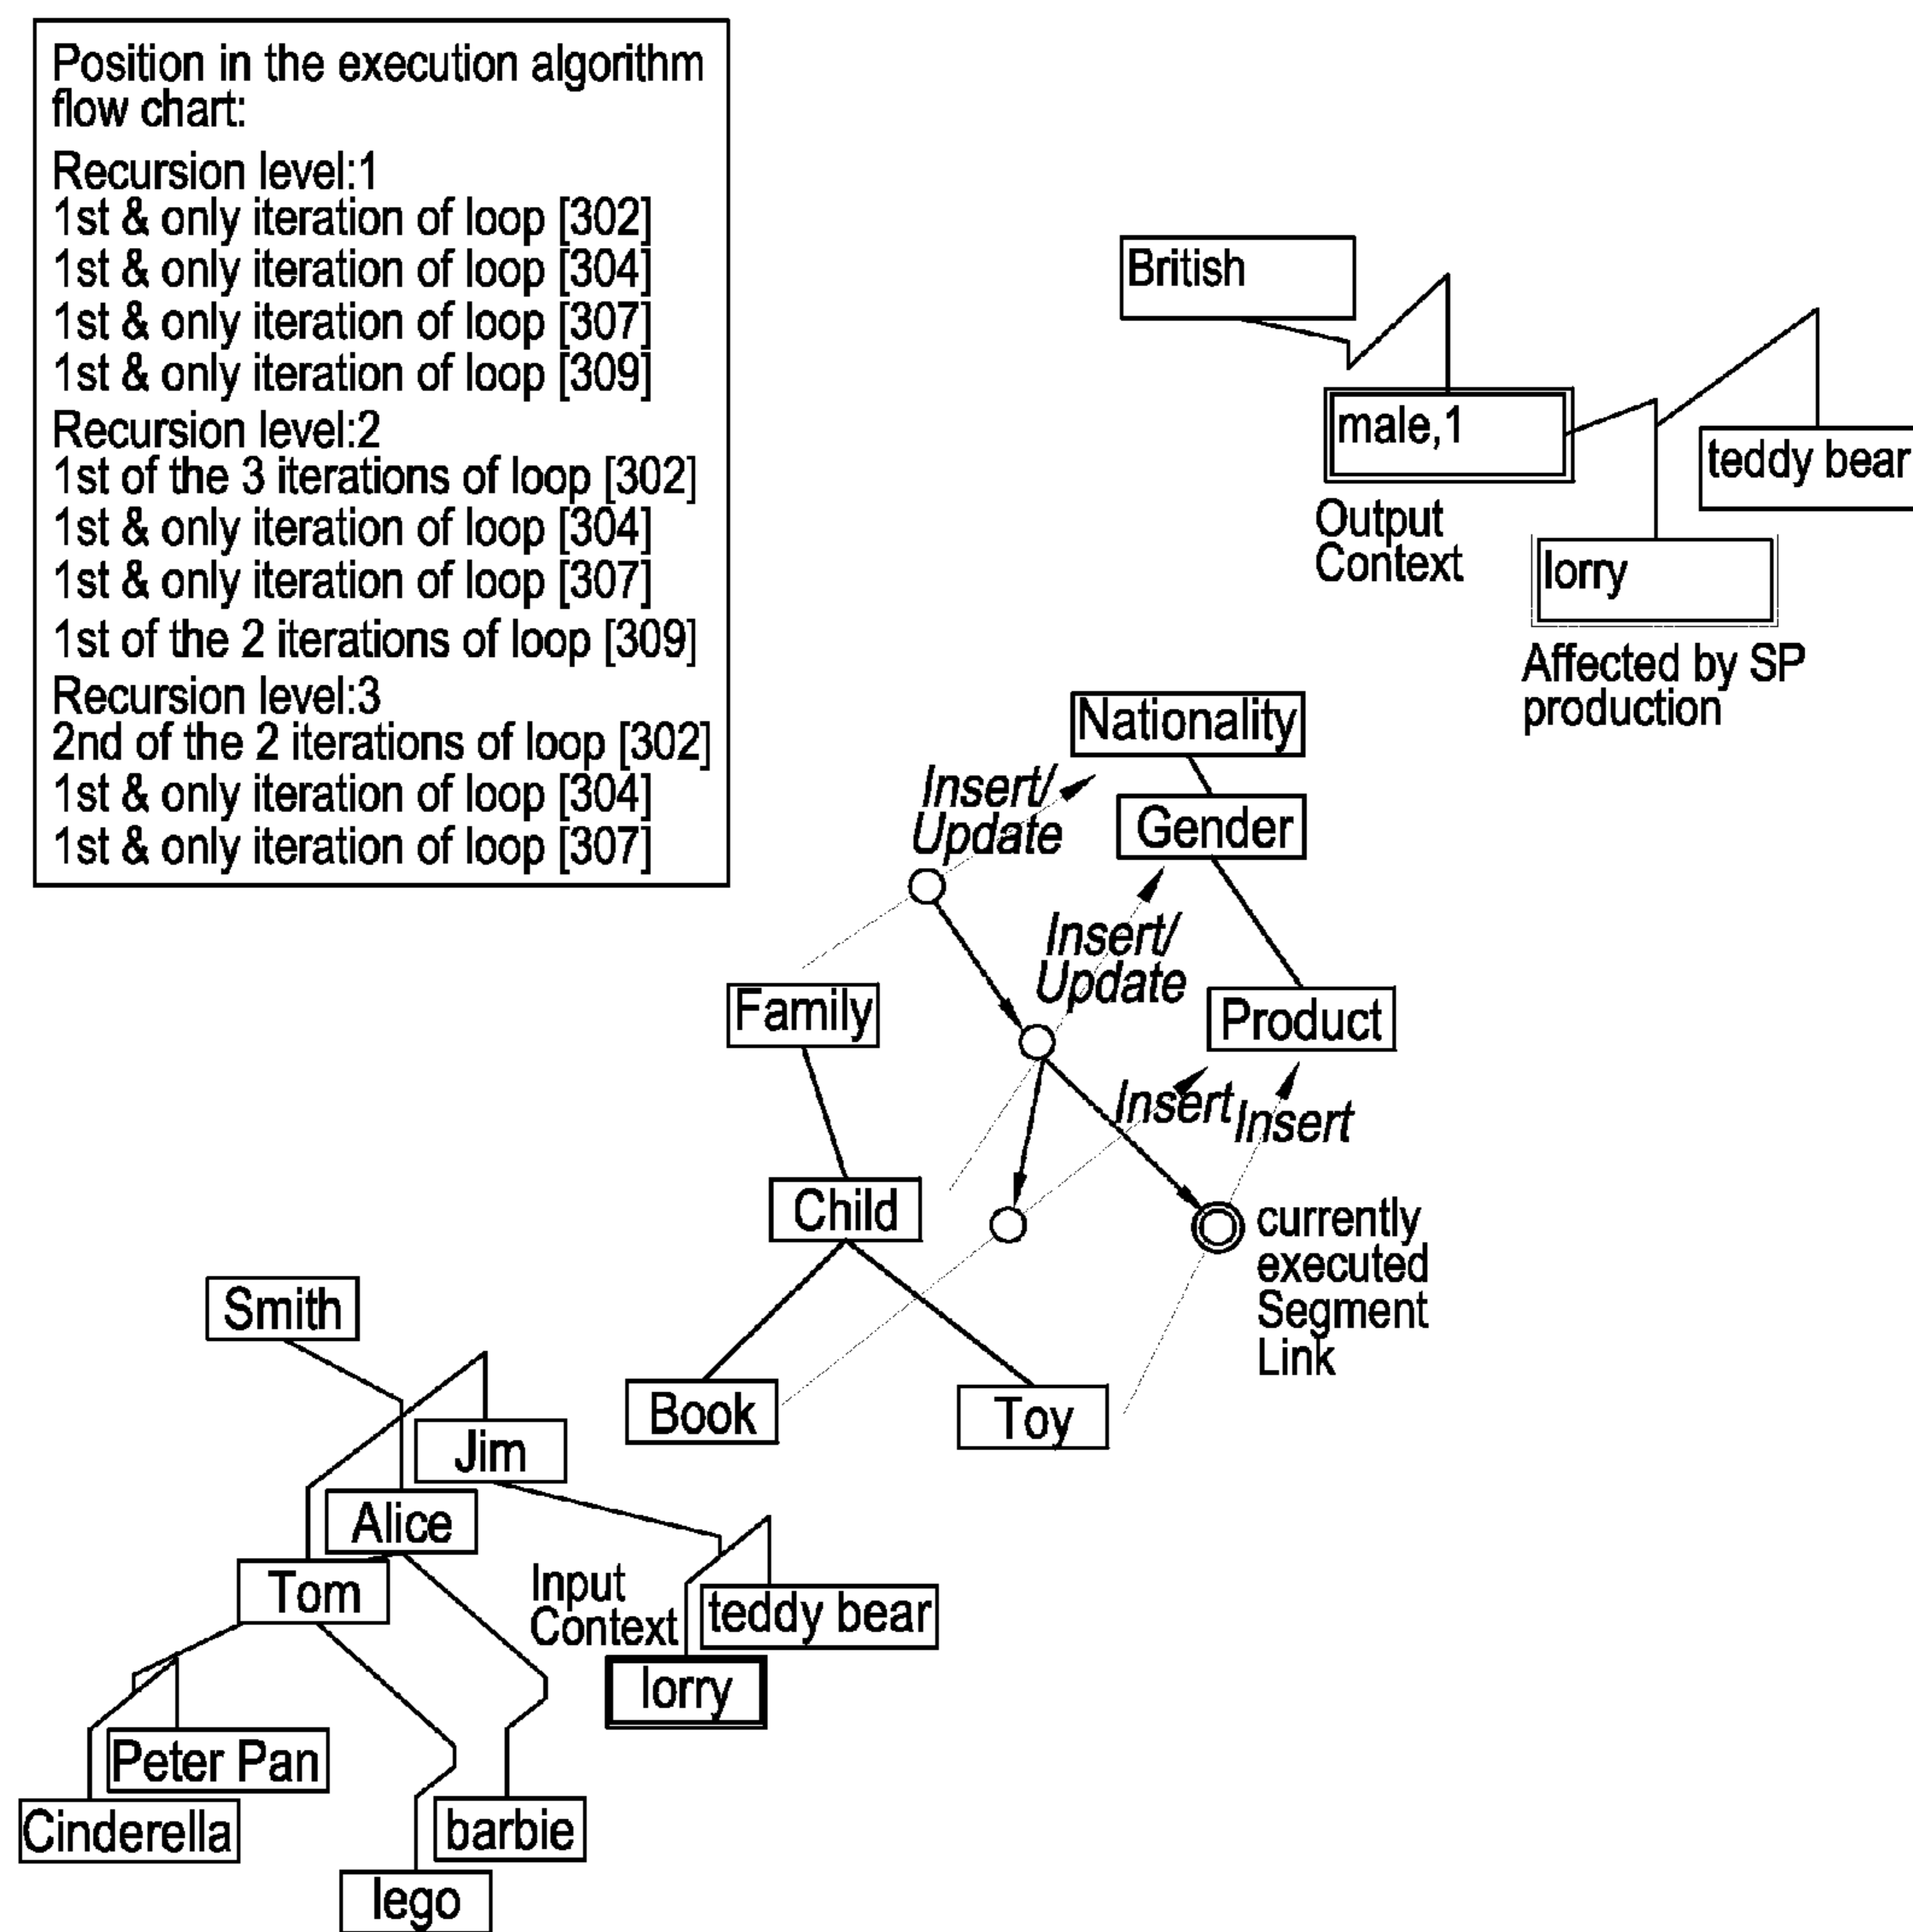 Position in the execution algorithm
flow chart:
Recursion level:1
1st & only iteration of loop [302]
1st & only iteration of loop [304]
1st & only iteration of loop [307]
1st & only iteration of loop [309]
Recursion level:2
1st of the 3 iterations of loop [302]
1st & only iteration of loop [304]
1st & only iteration of loop [307]
1st of the 2 iterations of loop [309]
Recursion level:3
2nd of the 2 iterations of loop [302]
1st & only iteration of loop [304]
1st & only iteration of loop [307]
British
male,1
teddy bear
Output
Context
lorry
Affected by SP
production
Nationality
Insert/
Update
Gender
Insert/
Update
Family
Product
Insert
Insert
Child
currently
executed
Segment
Link
Book
Toy
Smith
Jim
Alice
Tom
Input
Context
teddy bear
lorry
Peter Pan
Cinderella
barbie
lego